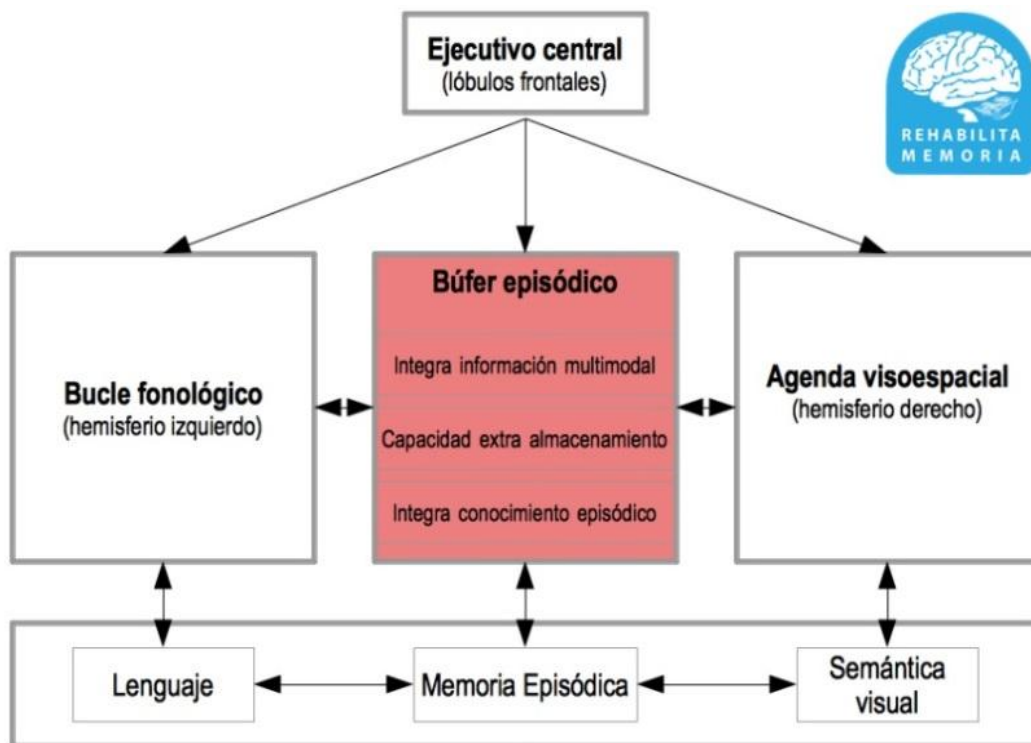 Ejecutivo central
(lóbulos frontales)
REHABILITA
MEMORIA
Bucle fonológico
(hemisferio izquierdo)
Búfer episódico
Integra información multimodal
Capacidad extra almacenamiento
Integra conocimiento episódico
Agenda visoespacial
(hemisferio derecho)
Lenguaje
Memoria Episódica
Semántica
visual